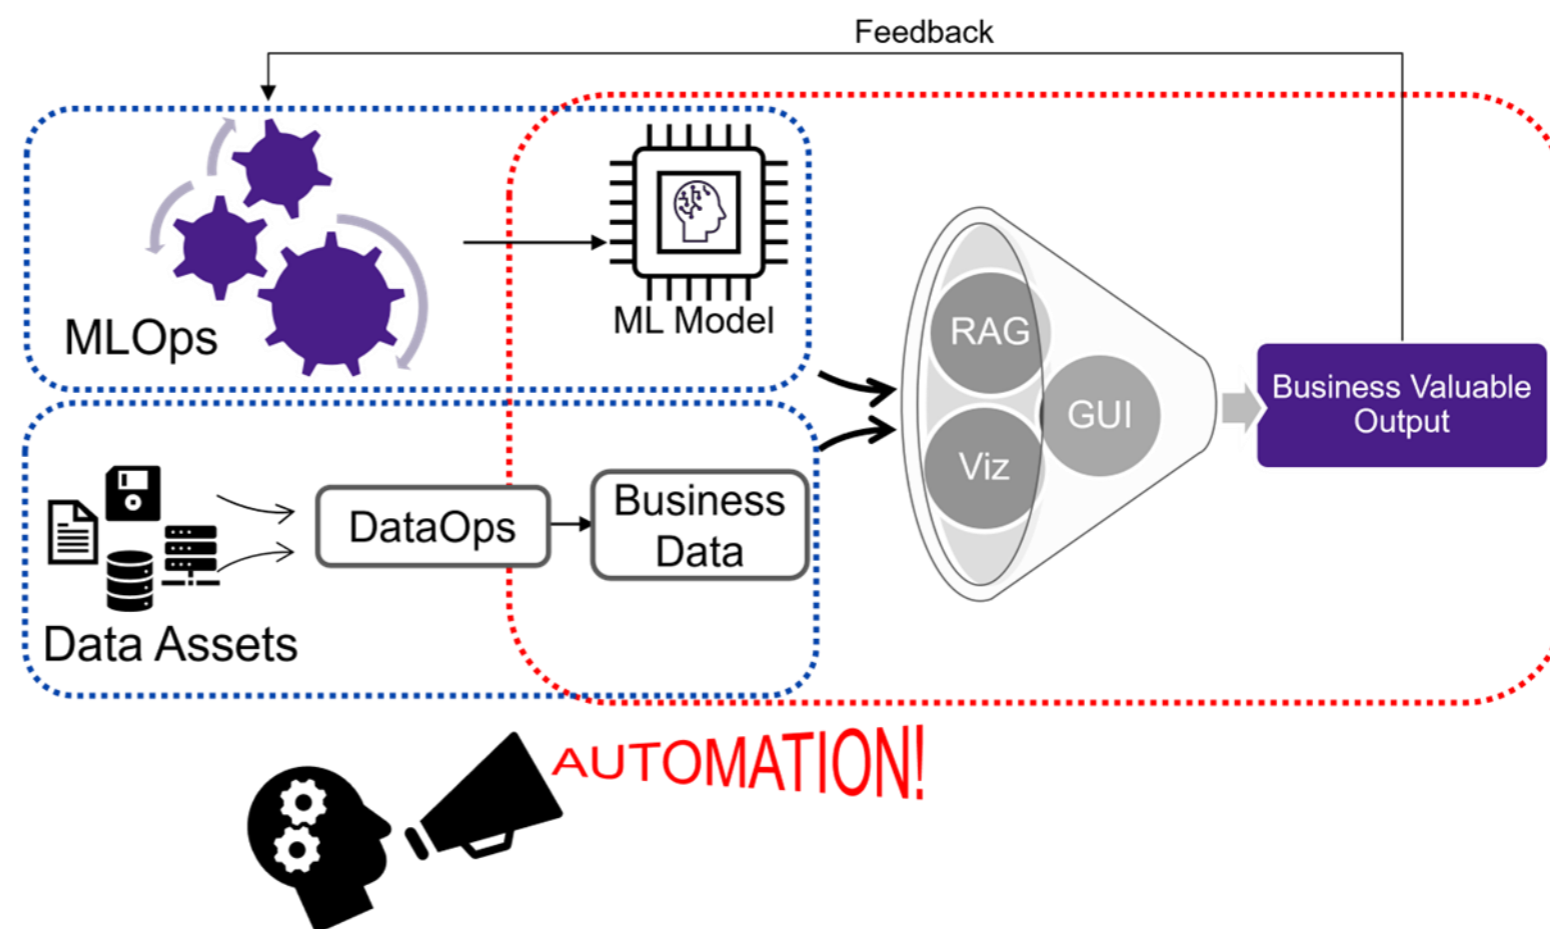 Feedback
MLOps
ML Model
RAG
GUI
Viz
Business Valuable
Output
Data Assets
DataOps
Business
Data
AUTOMATION!